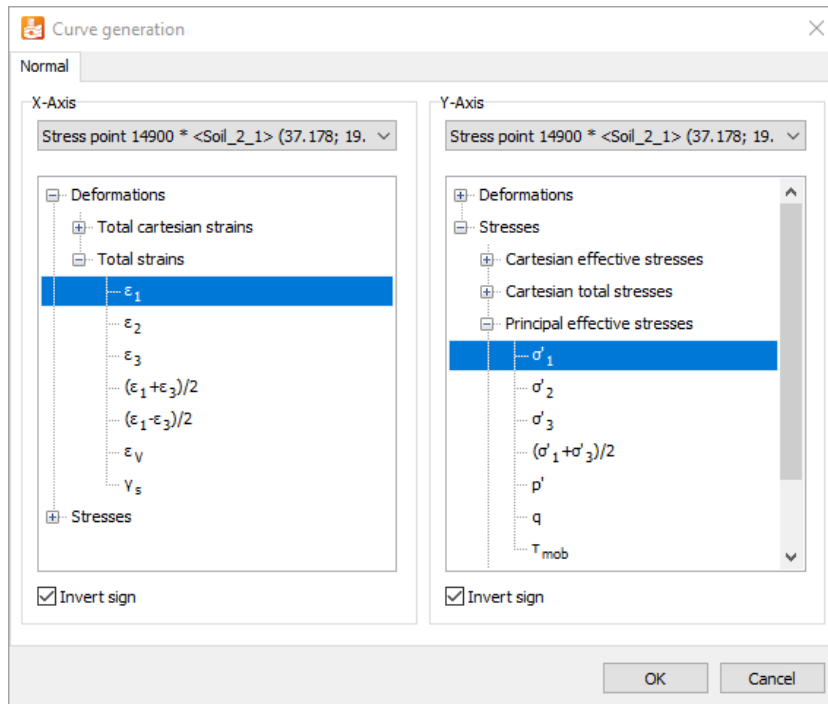 Curve generation
Normal
X-Axis
Stress point 14900 * <Soil_2_1> (37.178; 19.
Deformations
Total cartesian strains
Total strains
ε1
ε2
ε3
(ε1+ε3)/2
(ε1-ε3)/2
εv
γs
Stresses
Invert sign
Y-Axis
Stress point 14900 * <Soil_2_1> (37.178; 19.
Deformations
Stresses
Cartesian effective stresses
Cartesian total stresses
Principal effective stresses
σ'1
σ'2
σ'3
(σ'1+σ'3)/2
p'
q
τmob
Invert sign
OK
Cancel